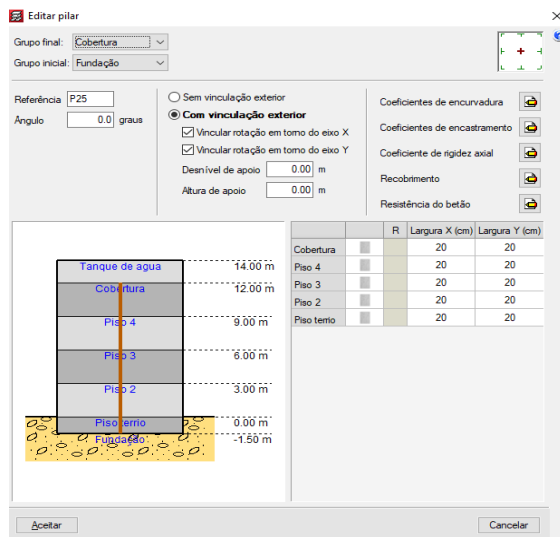 Editar pilar
Grupo final: Cobertura
Grupo inicial: Fundação
Referência P25
Angulo 0.0 graus
Sem vinculação exterior
Com vinculação exterior
Vincular rotação em torno do eixo X
Vincular rotação em torno do eixo Y
Desnível de apoio 0.00 m
Altura de apoio 0.00 m
Coeficientes de encurvadura
Coeficientes de encastramento
Coeficiente de rigidez axial
Recobrimento
Resistência do betão
Tanque de agua 14.00 m
Cobertura 12.00 m
Piso 4 9.00 m
Piso 3 6.00 m
Piso 2 3.00 m
Piso terrio 0.00 m
Fundação -1.50 m
R Largura X (cm) Largura Y (cm)
Cobertura 20 20
Piso 4 20 20
Piso 3 20 20
Piso 2 20 20
Piso terrio 20 20
Aceitar Cancelar